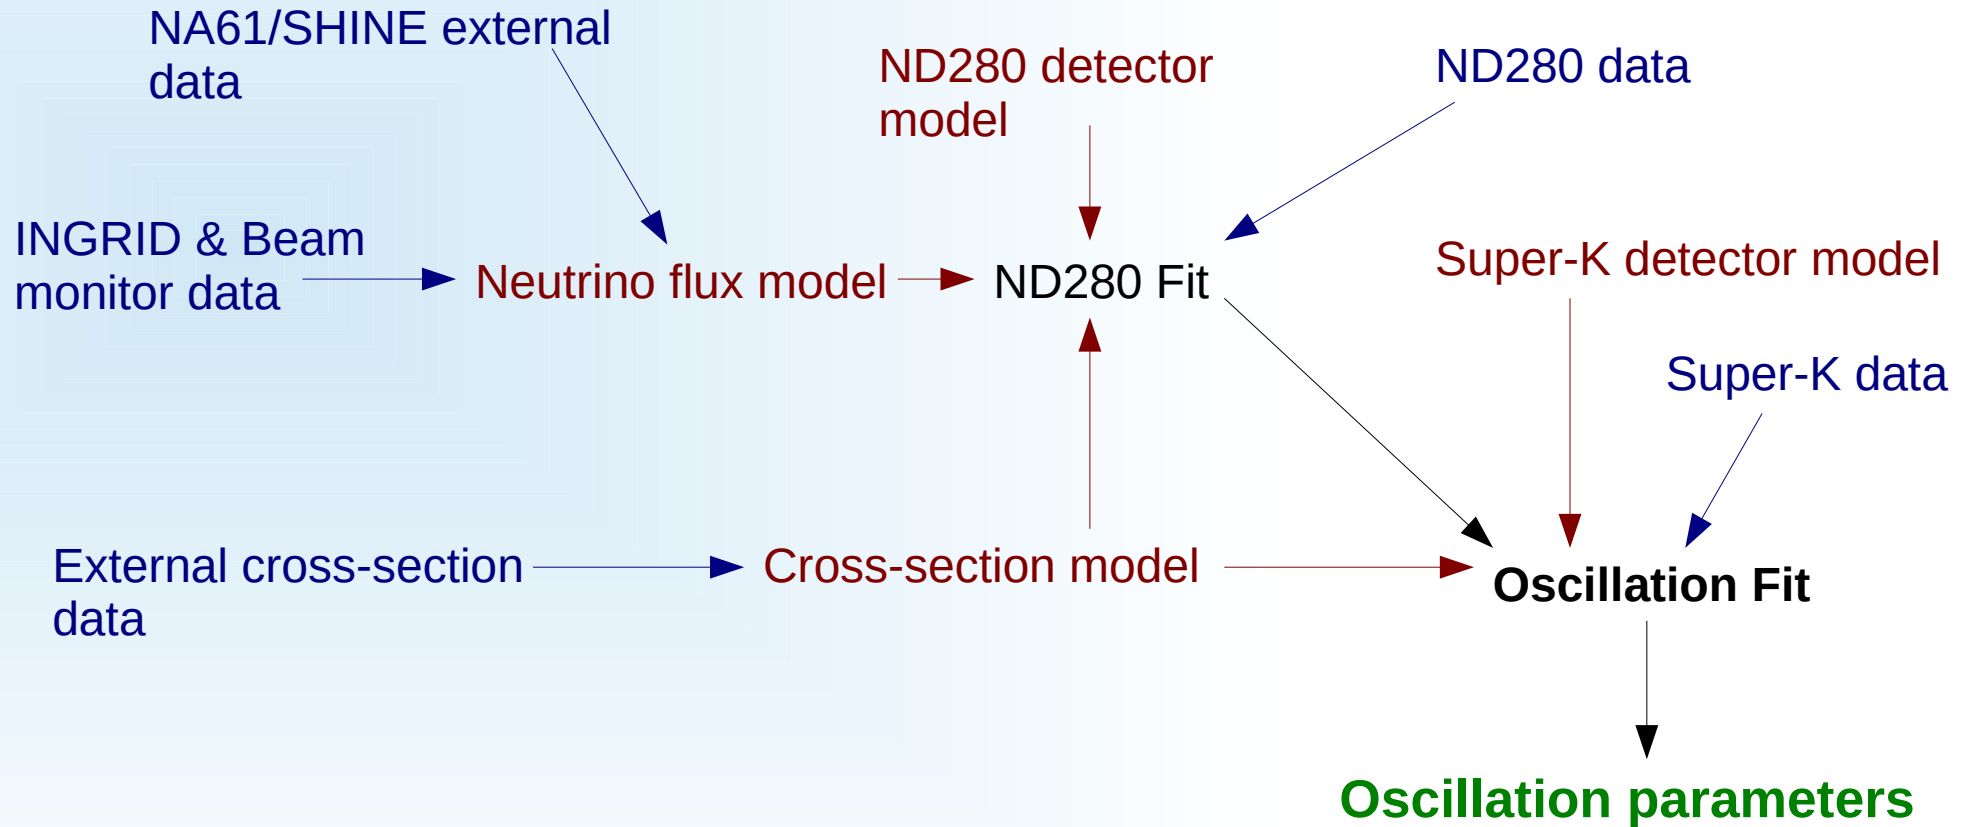 NA61/SHINE external
data
ND280 detector
model
ND280 data
INGRID & Beam
monitor data
Neutrino flux model
ND280 Fit
Super-K detector model
Super-K data
External cross-section
data
Cross-section model
Oscillation Fit
Oscillation parameters